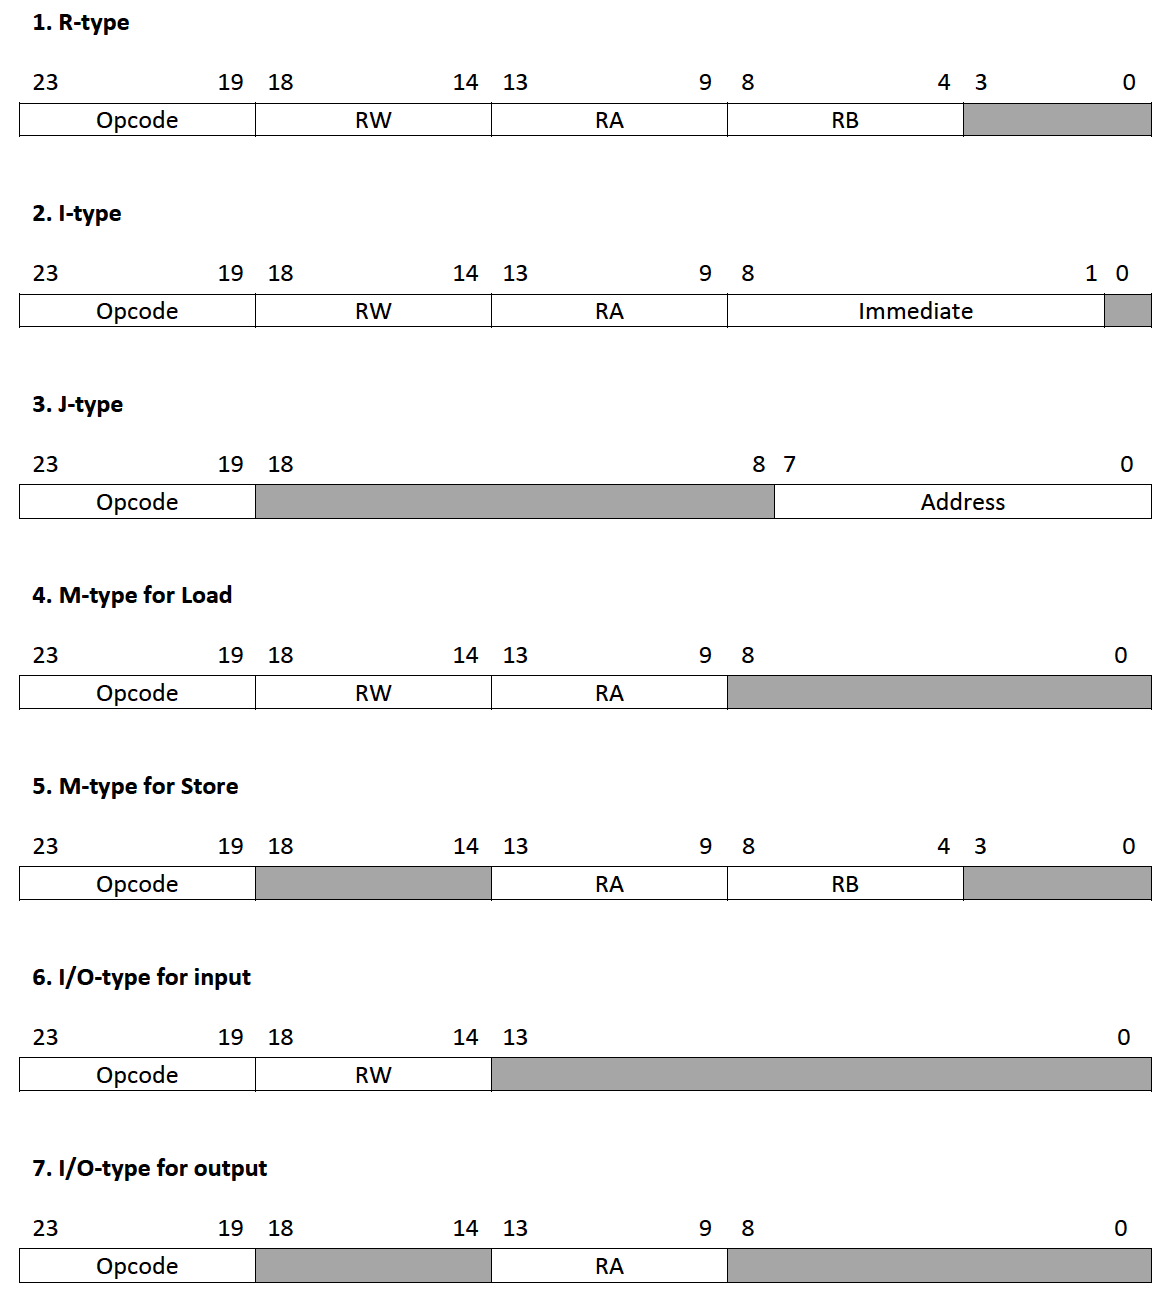 1. R-type
23 19 18 14 13 9 8 4 3 0
Opcode RW RA RB
2. I-type
23 19 18 14 13 9 8 1 0
Opcode RW RA Immediate
3. J-type
23 19 18 8 7 0
Opcode Address
4. M-type for Load
23 19 18 14 13 9 8 0
Opcode RW RA
5. M-type for Store
23 19 18 14 13 9 8 4 3 0
Opcode RA RB
6. I/O-type for input
23 19 18 14 13 0
Opcode RW
7. I/O-type for output
23 19 18 14 13 9 8 0
Opcode RA